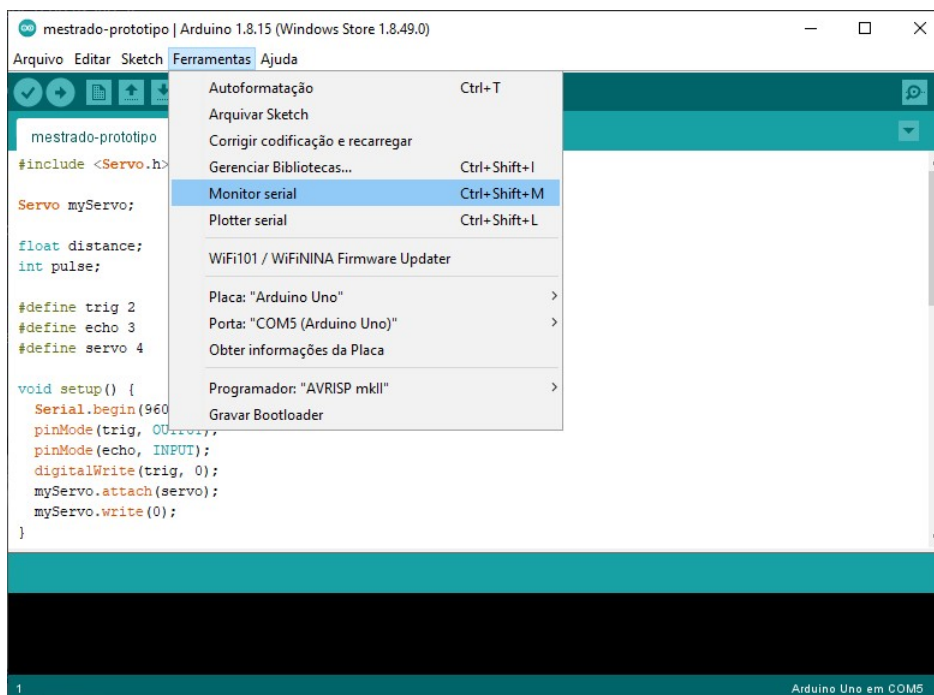 mestrado-prototipo | Arduino 1.8.15 (Windows Store 1.8.49.0)
Arquivo Editar Sketch Ferramentas Ajuda
mestrado-prototipo
Autoformatação Ctrl+T
Arquivar Sketch
Corrigir codificação e recarregar
Gerenciar Bibliotecas... Ctrl+Shift+I
Monitor serial Ctrl+Shift+M
Plotter serial Ctrl+Shift+L
WiFi101 / WiFiNINA Firmware Updater
Placa: "Arduino Uno"
Porta: "COM5 (Arduino Uno)"
Obter informações da Placa
Programador: "AVRISP mkII"
Gravar Bootloader
#include <Servo.h>
Servo myServo;
float distance;
int pulse;
#define trig 2
#define echo 3
#define servo 4
void setup() {
Serial.begin(960
pinMode(trig, OUTPUT);
pinMode(echo, INPUT);
digitalWrite(trig, 0);
myServo.attach(servo);
myServo.write(0);
}
1 Arduino Uno em COM5